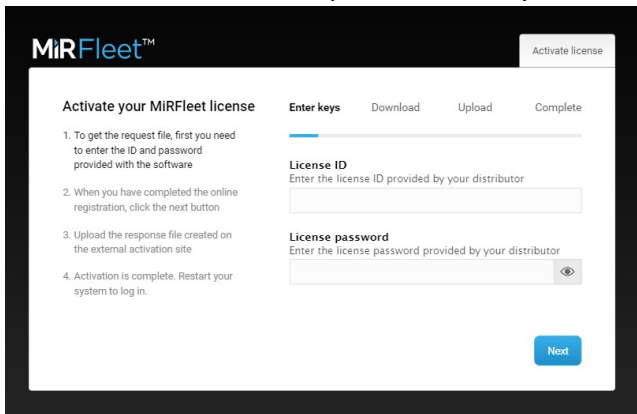 MiRFleet™
Activate license
Activate your MiRFleet license
1. To get the request file, first you need
to enter the ID and password
provided with the software
2. When you have completed the online
registration, click the next button
3. Upload the response file created on
the external activation site
4. Activation is complete. Restart your
system to log in.
Enter keys Download Upload Complete
License ID
Enter the license ID provided by your distributor
License password
Enter the license password provided by your distributor
Next